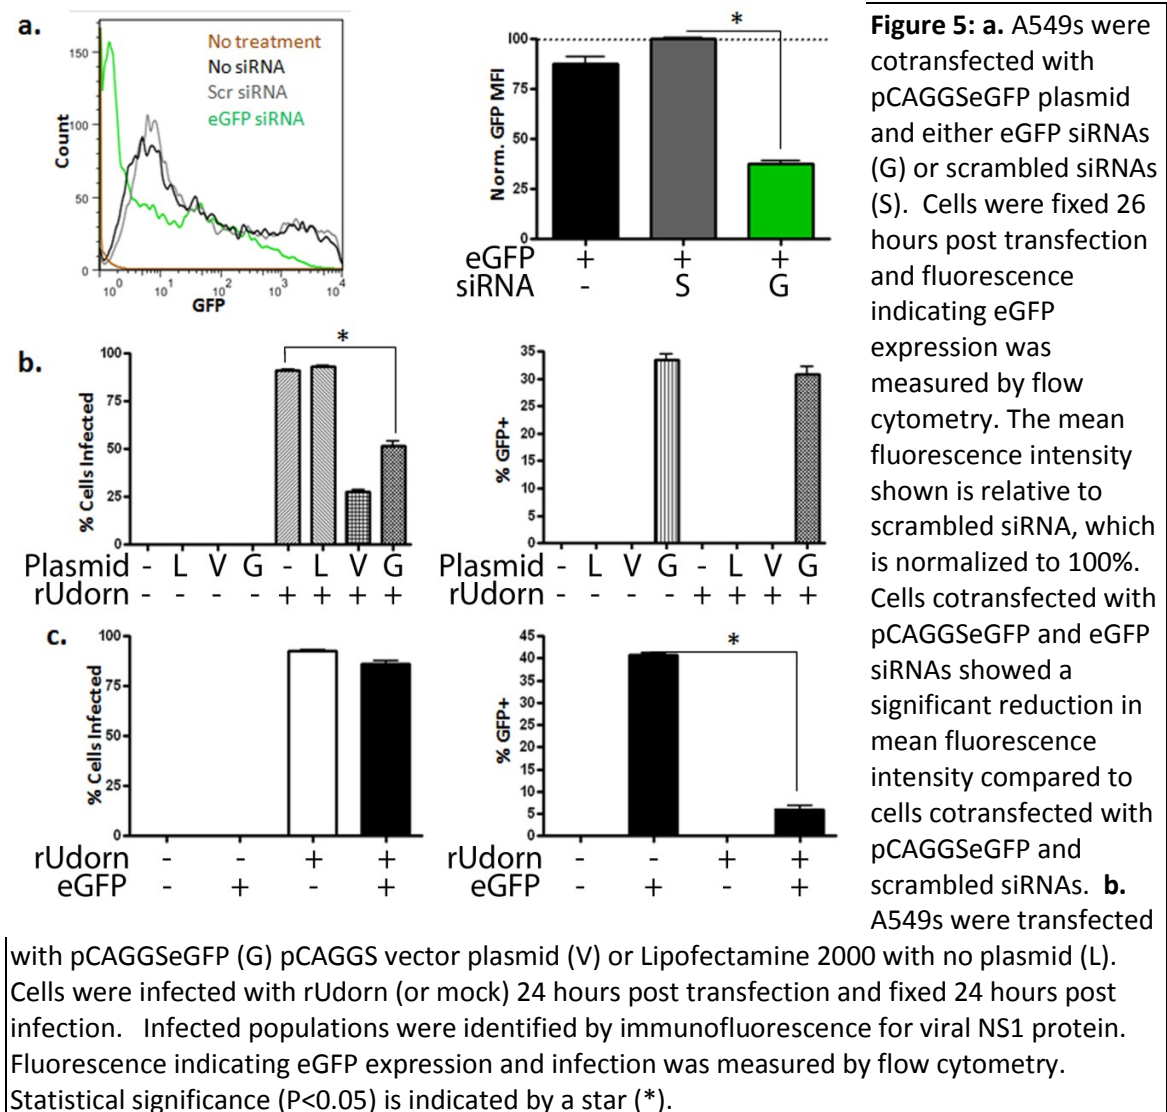 a.
No treatment
No siRNA
Scr siRNA
eGFP siRNA
Count
150
100
50
0
10^0 10^1 10^2 10^3 10^4
GFP
*
Norm. GFP MFI
100
75
50
25
0
eGFP + + +
siRNA - S G
b.
*
% Cells Infected
100
75
50
25
0
Plasmid - L V G - L V G
rUdorn - - - - + + + +
% GFP+
35
30
25
20
15
10
5
0
Plasmid - L V G - L V G
rUdorn - - - - + + + +
c.
% Cells Infected
100
75
50
25
0
rUdorn - - + +
eGFP - + - +
*
% GFP+
45
40
35
30
25
20
15
10
5
0
rUdorn - - + +
eGFP - + - +
Figure 5: a. A549s were
cotransfected with
pCAGGSeGFP plasmid
and either eGFP siRNAs
(G) or scrambled siRNAs
(S). Cells were fixed 26
hours post transfection
and fluorescence
indicating eGFP
expression was
measured by flow
cytometry. The mean
fluorescence intensity
shown is relative to
scrambled siRNA, which
is normalized to 100%.
Cells cotransfected with
pCAGGSeGFP and eGFP
siRNAs showed a
significant reduction in
mean fluorescence
intensity compared to
cells cotransfected with
pCAGGSeGFP and
scrambled siRNAs. b.
A549s were transfected
with pCAGGSeGFP (G) pCAGGS vector plasmid (V) or Lipofectamine 2000 with no plasmid (L).
Cells were infected with rUdorn (or mock) 24 hours post transfection and fixed 24 hours post
infection. Infected populations were identified by immunofluorescence for viral NS1 protein.
Fluorescence indicating eGFP expression and infection was measured by flow cytometry.
Statistical significance (P<0.05) is indicated by a star (*).